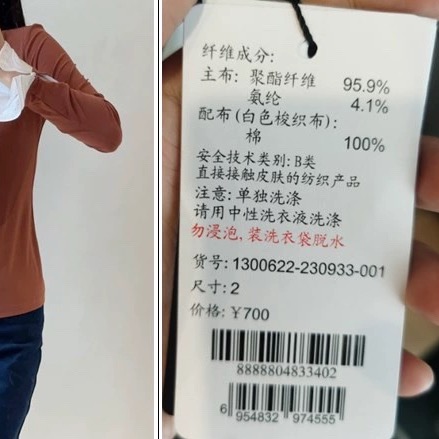 纤维成分:
主布: 聚酯纤维 95.9%
氨纶 4.1%
配布(白色梭织布):
棉 100%
安全技术类别: B类
直接接触皮肤的纺织产品
注意: 单独洗涤
请用中性洗衣液洗涤
勿浸泡, 装洗衣袋脱水
货号: 1300622-230933-001
尺寸: 2
价格: ¥700
8888804833402
6 954832 974555